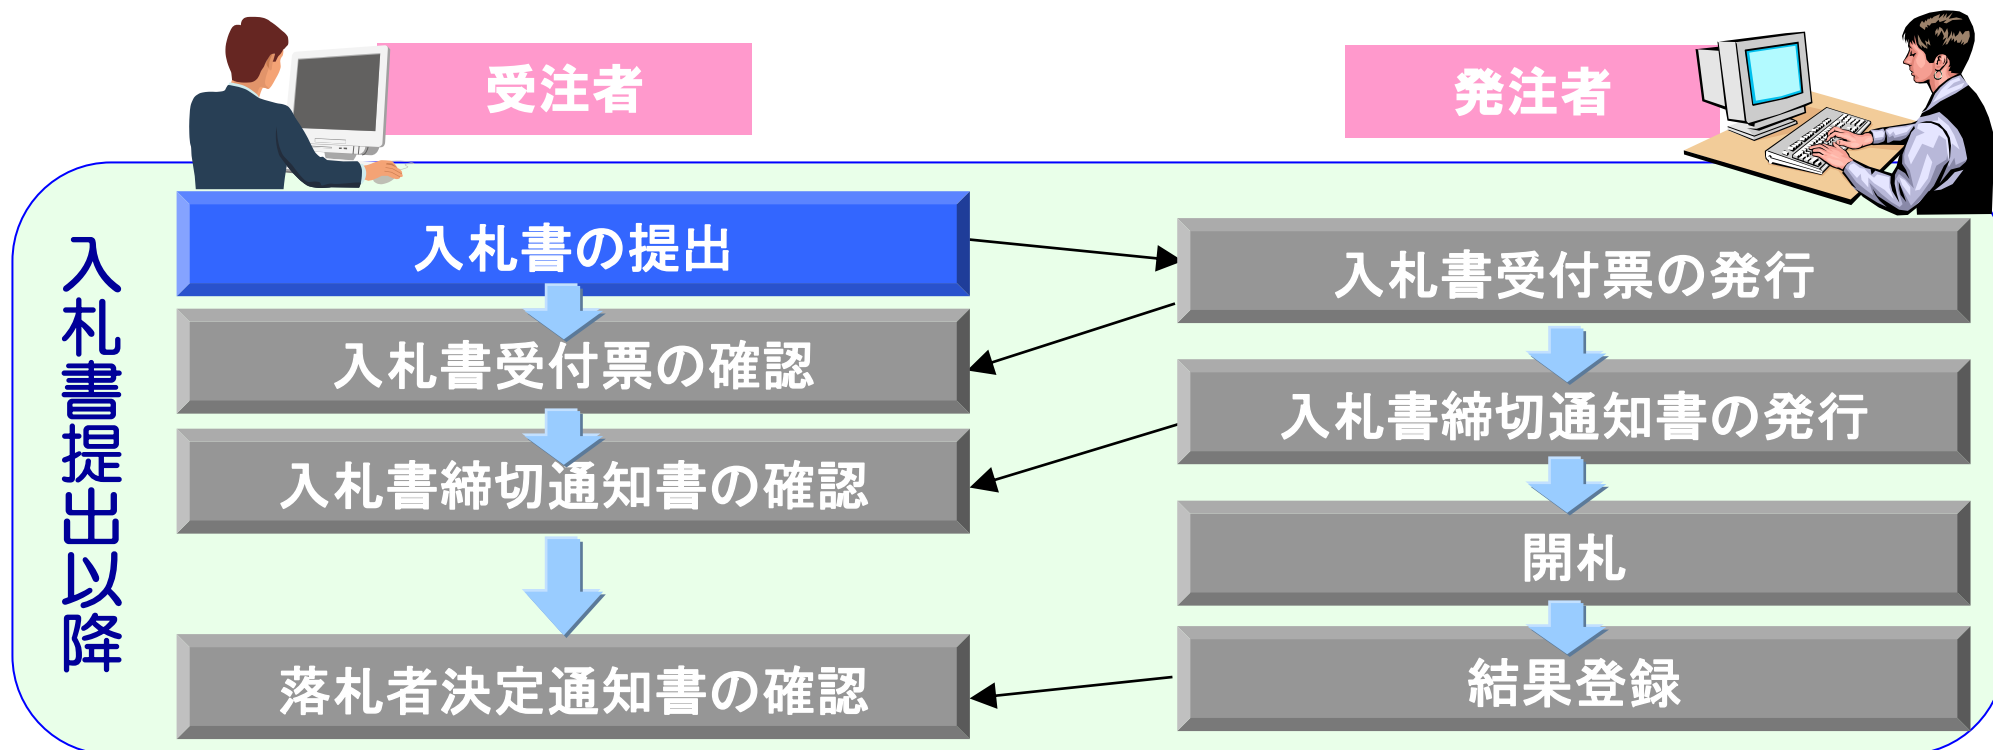 受注者
発注者
入札書提出以降
入札書の提出
入札書受付票の確認
入札書締切通知書の確認
落札者決定通知書の確認
入札書受付票の発行
入札書締切通知書の発行
開札
結果登録